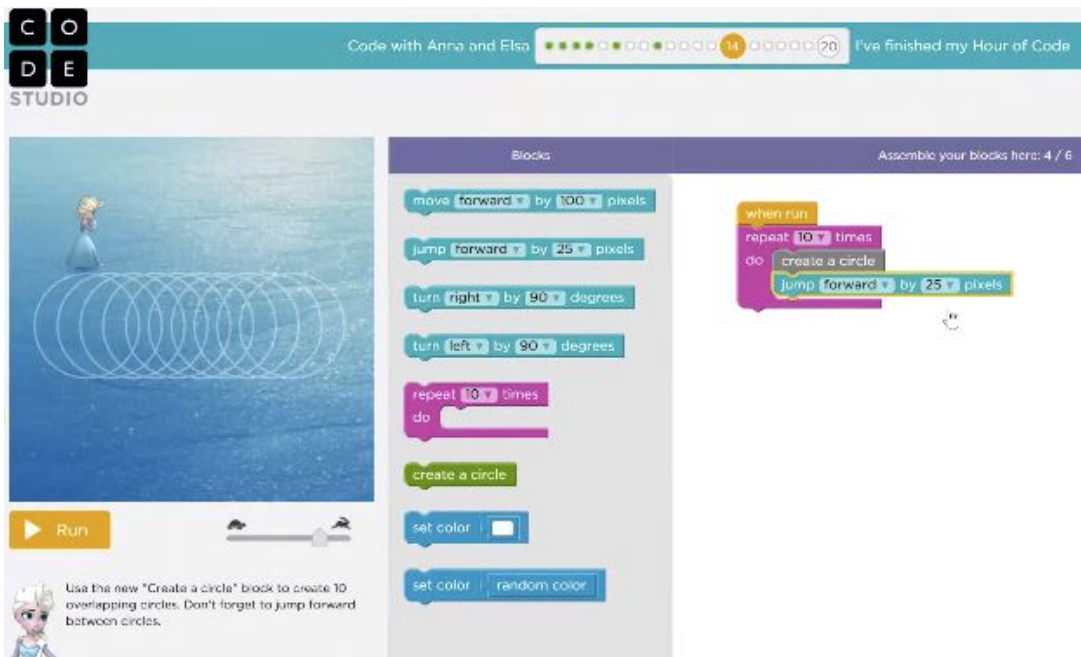 C O
D E
STUDIO
Code with Anna and Elsa
14
20
I've finished my Hour of Code
Blocks
Assemble your blocks here: 4 / 6
move forward by 100 pixels
jump forward by 25 pixels
turn right by 90 degrees
turn left by 90 degrees
repeat 10 times
do
create a circle
set color
set color random color
when run
repeat 10 times
do create a circle
jump forward by 25 pixels
Run
Use the new "Create a circle" block to create 10
overlapping circles. Don't forget to jump forward
between circles.